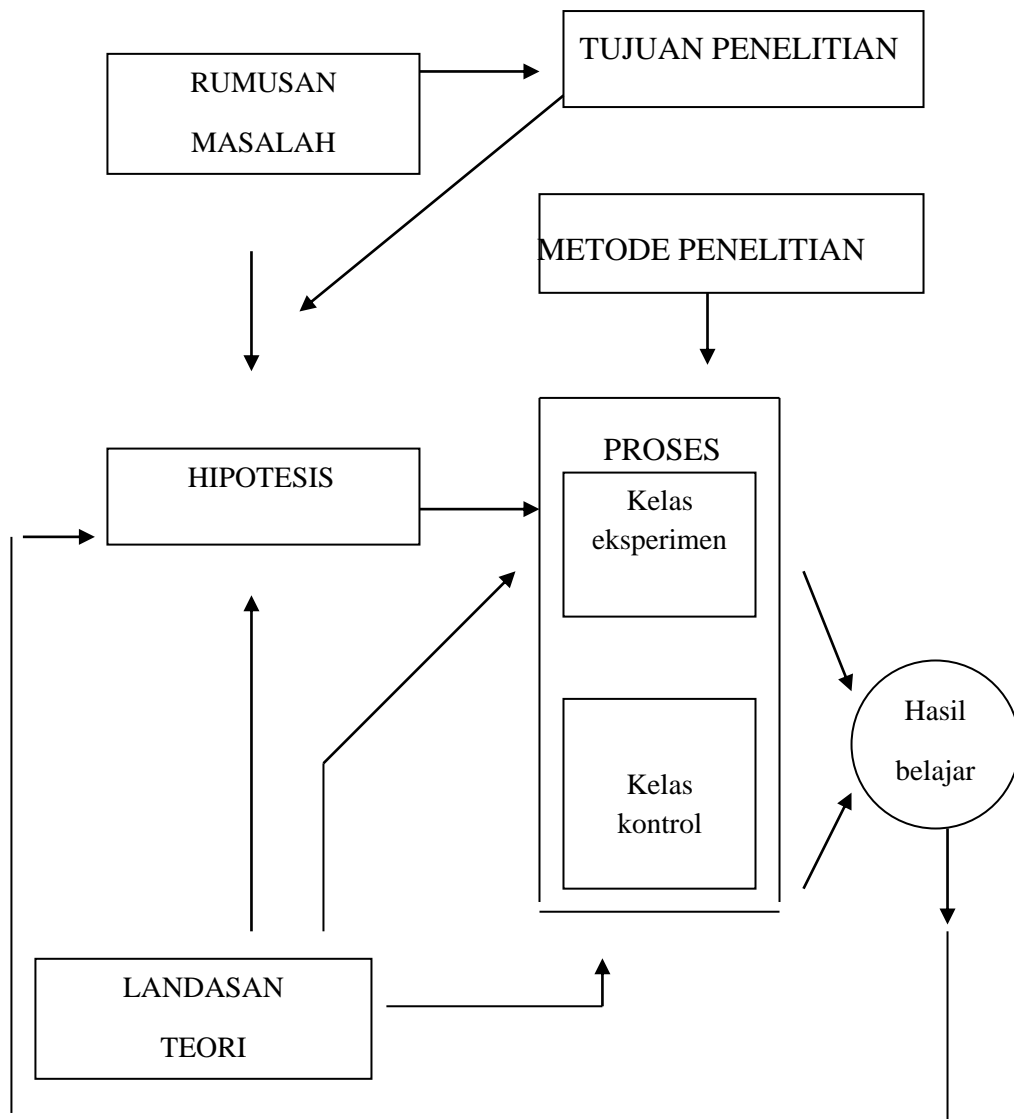 RUMUSAN
MASALAH
TUJUAN PENELITIAN
METODE PENELITIAN
HIPOTESIS
PROSES
Kelas
eksperimen
Kelas
kontrol
Hasil
belajar
LANDASAN
TEORI